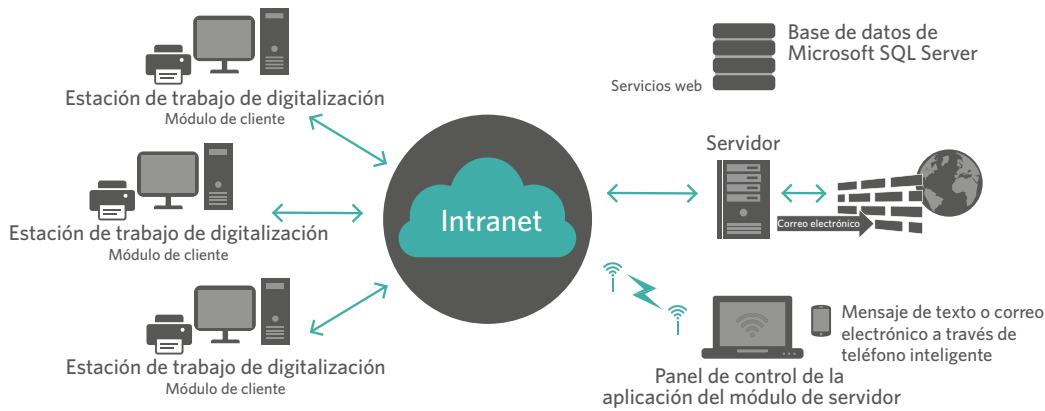 Estación de trabajo de digitalización
Módulo de cliente
Estación de trabajo de digitalización
Módulo de cliente
Estación de trabajo de digitalización
Módulo de cliente
Intranet
Base de datos de
Microsoft SQL Server
Servicios web
Servidor
Correo electrónico
Mensaje de texto o correo
electrónico a través de
teléfono inteligente
Panel de control de la
aplicación del módulo de servidor